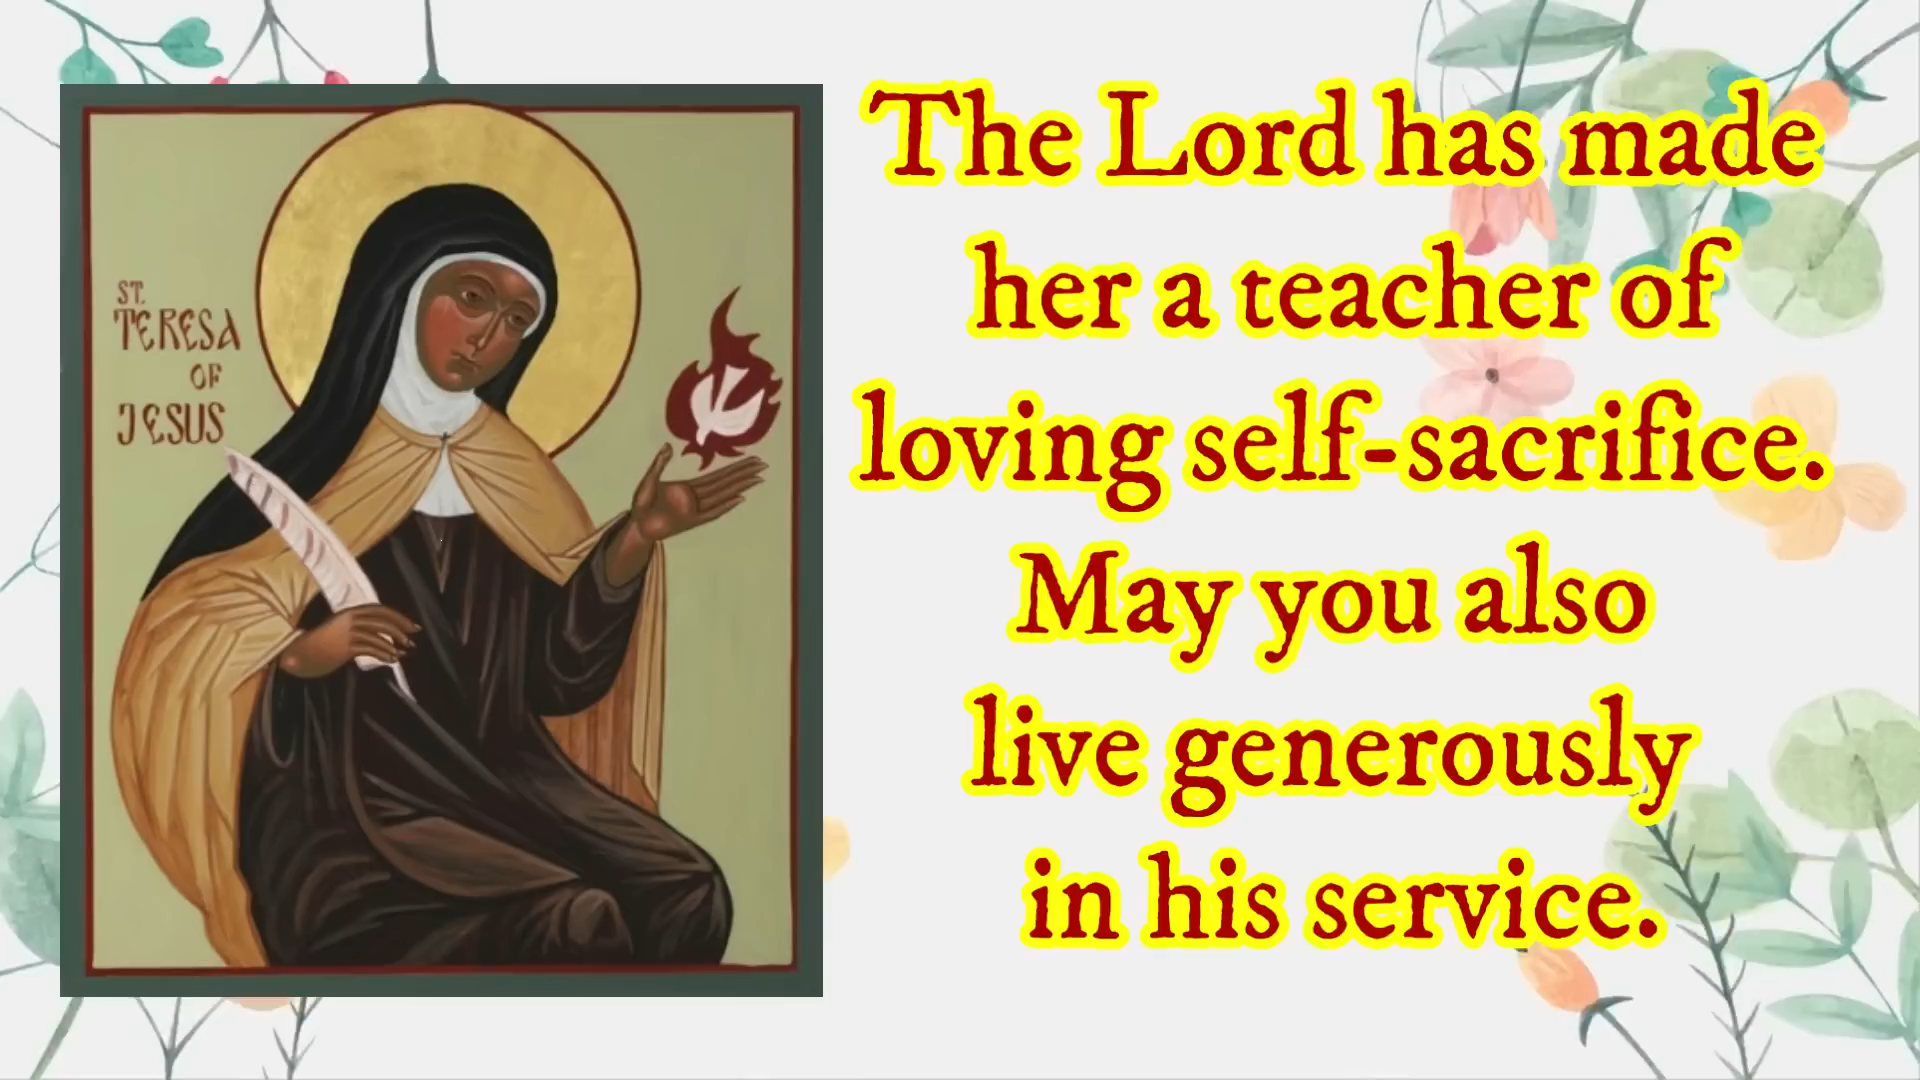 ST.
TERESA
OF
JESUS
The Lord has made
her a teacher of
loving self-sacrifice.
May you also
live generously
in his service.